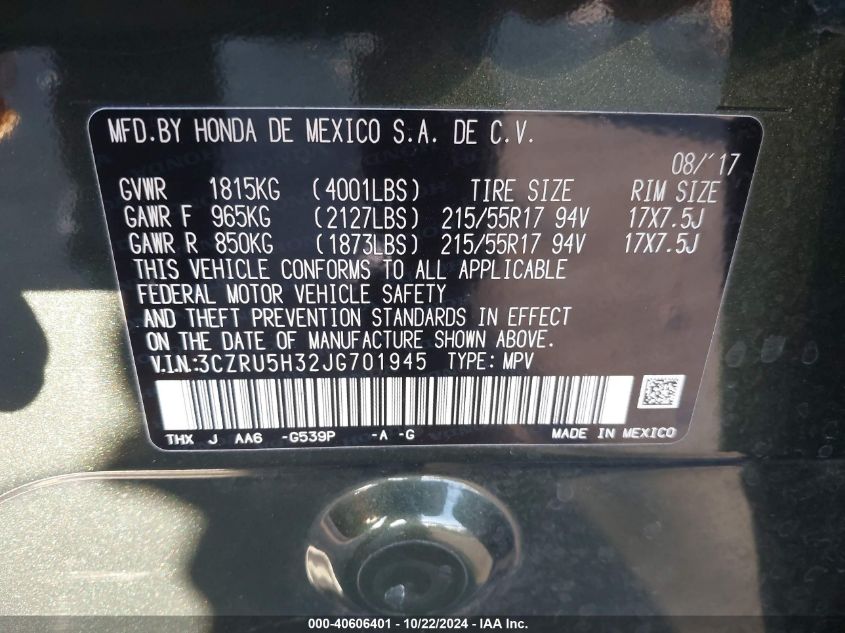 MFD.BY HONDA DE MEXICO S.A. DE C.V.
08/'17
GVWR 1815KG (4001LBS) TIRE SIZE RIM SIZE
GAWR F 965KG (2127LBS) 215/55R17 94V 17X7.5J
GAWR R 850KG (1873LBS) 215/55R17 94V 17X7.5J
THIS VEHICLE CONFORMS TO ALL APPLICABLE
FEDERAL MOTOR VEHICLE SAFETY
AND THEFT PREVENTION STANDARDS IN EFFECT
ON THE DATE OF MANUFACTURE SHOWN ABOVE.
V.I.N.:3CZRU5H32JG701945 TYPE: MPV
THX J AA6 -G539P -A -G MADE IN MEXICO
000-40606401 - 10/22/2024 - IAA Inc.